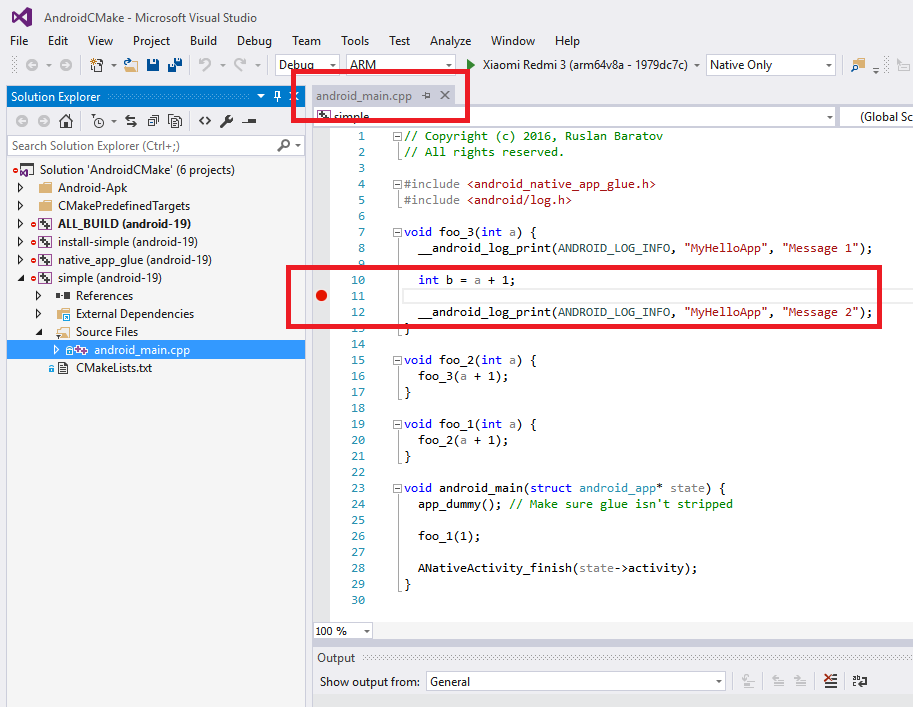 AndroidCMake - Microsoft Visual Studio
File Edit View Project Build Debug Team Tools Test Analyze Window Help
Debug ARM Xiaomi Redmi 3 (arm64v8a - 1979dc7c) Native Only
Solution Explorer
Search Solution Explorer (Ctrl+;)
Solution 'AndroidCMake' (6 projects)
Android-Apk
CMakePredefinedTargets
ALL_BUILD (android-19)
install-simple (android-19)
native_app_glue (android-19)
simple (android-19)
References
External Dependencies
Source Files
android_main.cpp
CMakeLists.txt
android_main.cpp
simple (Global Sc
1 // Copyright (c) 2016, Ruslan Baratov
2 // All rights reserved.
3
4 #include <android_native_app_glue.h>
5 #include <android/log.h>
6
7 void foo_3(int a) {
8 __android_log_print(ANDROID_LOG_INFO, "MyHelloApp", "Message 1");
9
10 int b = a + 1;
11
12 __android_log_print(ANDROID_LOG_INFO, "MyHelloApp", "Message 2");
13 }
14
15 void foo_2(int a) {
16 foo_3(a + 1);
17 }
18
19 void foo_1(int a) {
20 foo_2(a + 1);
21 }
22
23 void android_main(struct android_app* state) {
24 app_dummy(); // Make sure glue isn't stripped
25
26 foo_1(1);
27
28 ANativeActivity_finish(state->activity);
29 }
30
100 %
Output
Show output from: General